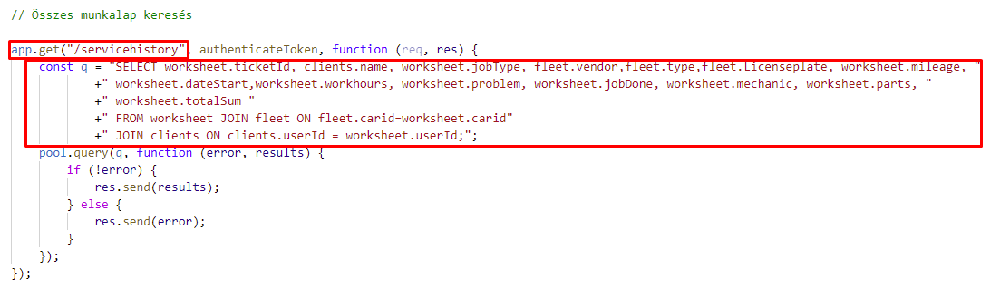 // Összes munkalap keresés
app.get("/servicehistory" authenticateToken, function (req, res) {
const q = "SELECT worksheet.ticketId, clients.name, worksheet.jobType, fleet.vendor,fleet.type,fleet.Licenseplate, worksheet.mileage, "
+" worksheet.dateStart,worksheet.workhours, worksheet.problem, worksheet.jobDone, worksheet.mechanic, worksheet.parts, "
+" worksheet.totalSum "
+" FROM worksheet JOIN fleet ON fleet.carid=worksheet.carid"
+" JOIN clients ON clients.userId = worksheet.userId;";
pool.query(q, function (error, results) {
if (!error) {
res.send(results);
} else {
res.send(error);
}
});
});